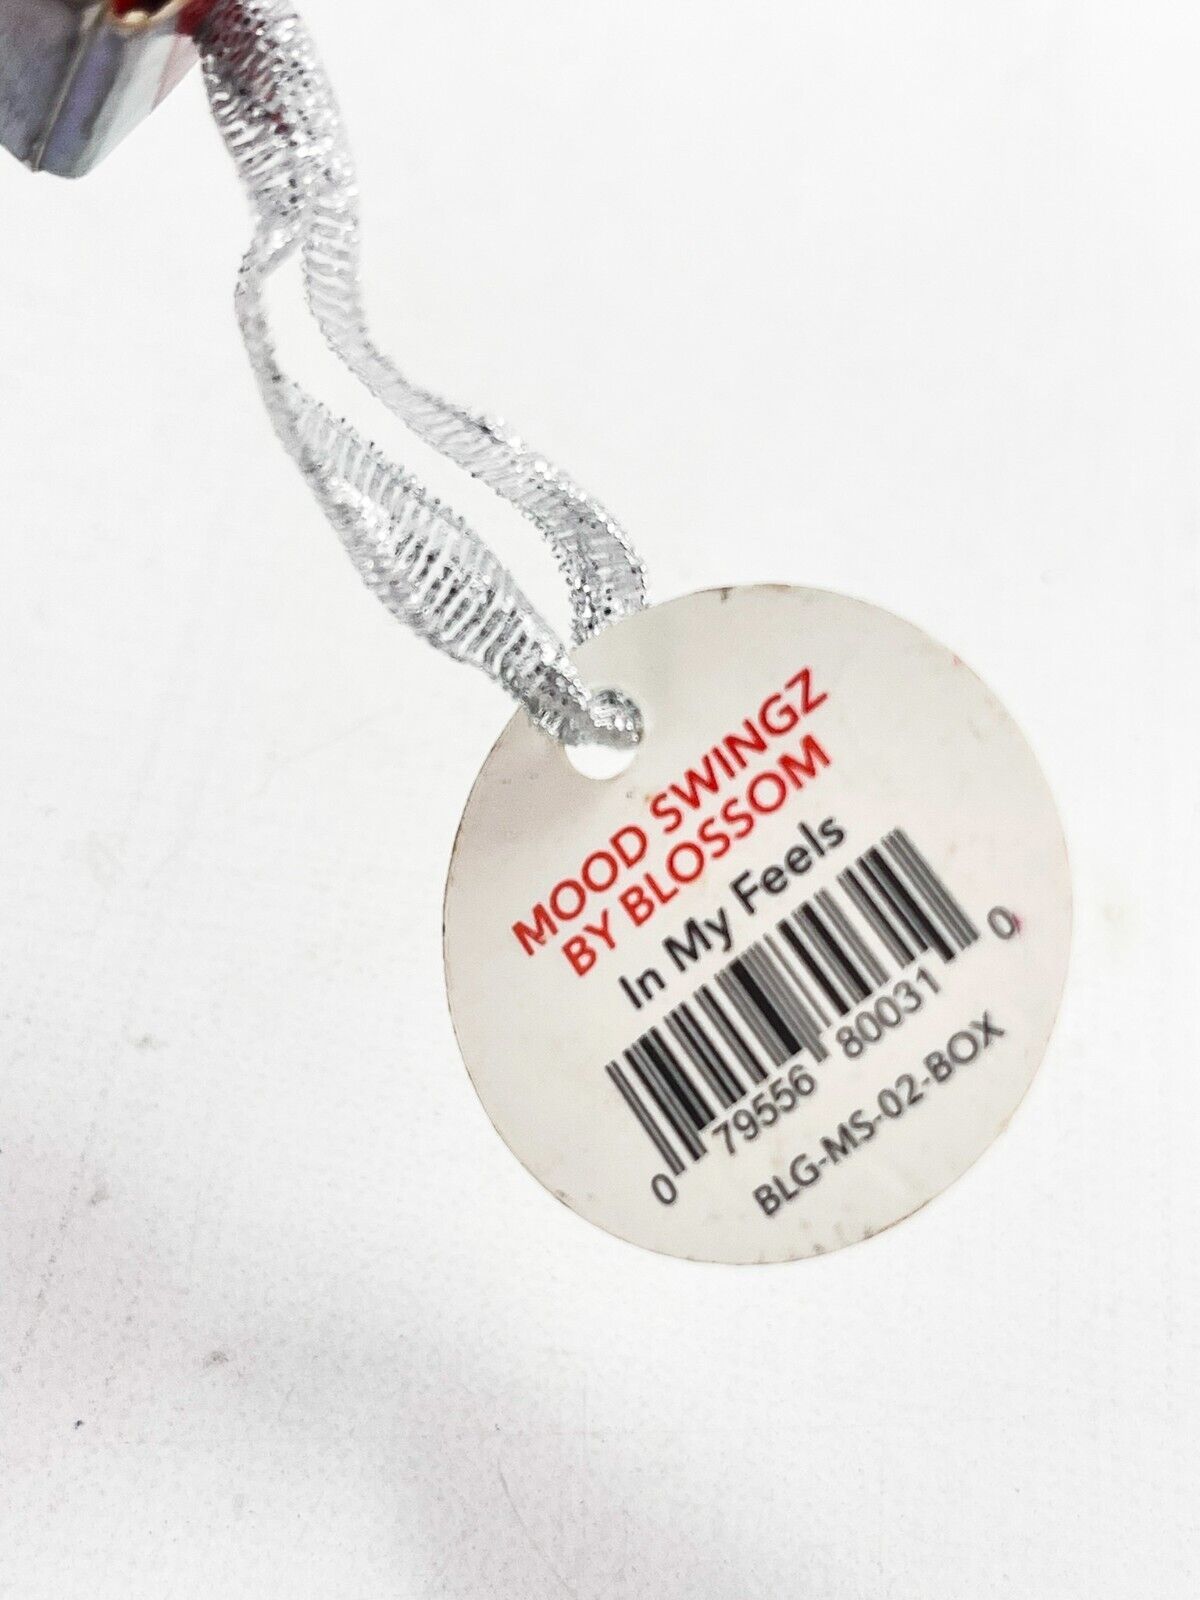 MOOD SWINGZ
BY BLOSSOM
In My Feels
0 79556 80031 0
BLG-MS-02-BOX